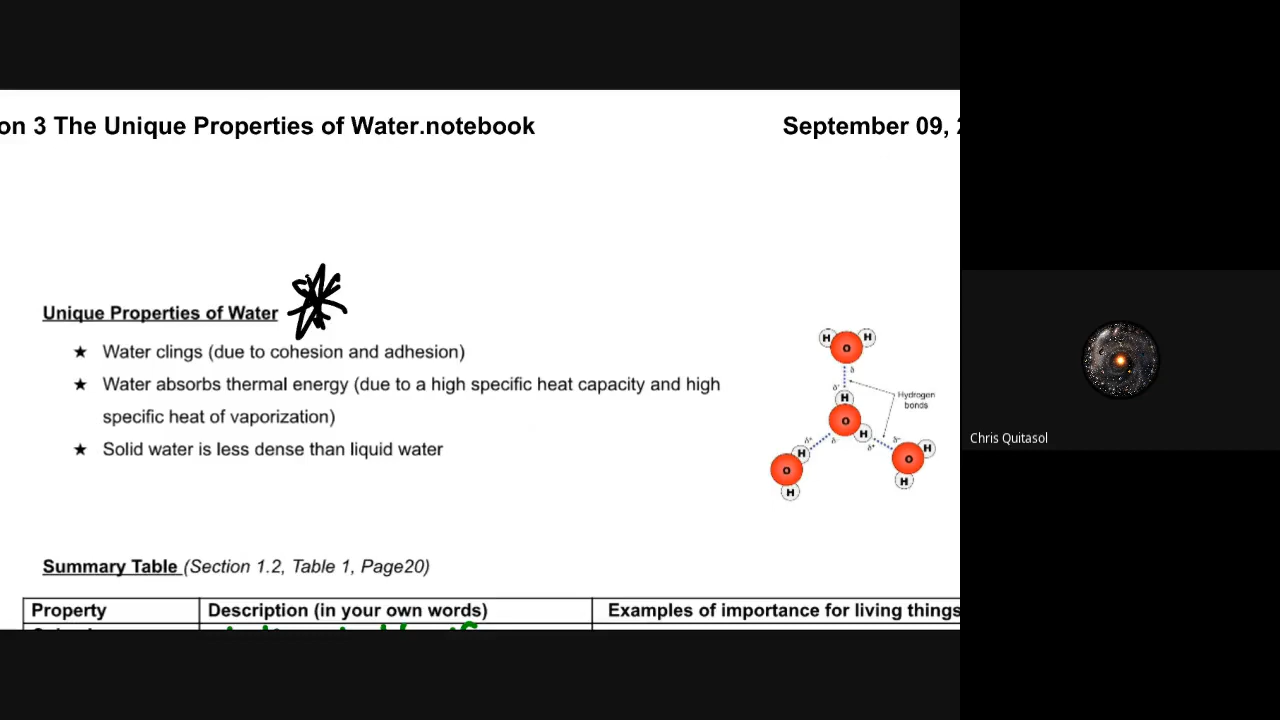 on 3 The Unique Properties of Water.notebook
September 09,
Unique Properties of Water
★ Water clings (due to cohesion and adhesion)
★ Water absorbs thermal energy (due to a high specific heat capacity and high
specific heat of vaporization)
★ Solid water is less dense than liquid water
H
H
O
δ
Hydrogen
bonds
δ⁺
H
O
H
δ⁺
δ⁻
δ⁺
δ⁻
H
H
O
H
O
H
H
Chris Quitasol
Summary Table (Section 1.2, Table 1, Page20)
Property
Description (in your own words)
Examples of importance for living things